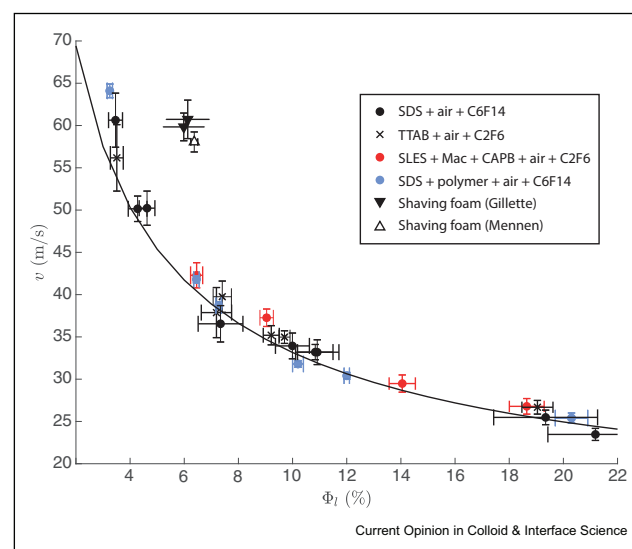 70
65
60
55
50
45
40
35
30
25
20
v (m/s)
SDS + air + C6F14
TTAB + air + C2F6
SLES + Mac + CAPB + air + C2F6
SDS + polymer + air + C6F14
Shaving foam (Gillette)
Shaving foam (Mennen)
4 6 8 10 12 14 16 18 20 22
Φl (%)
Current Opinion in Colloid & Interface Science